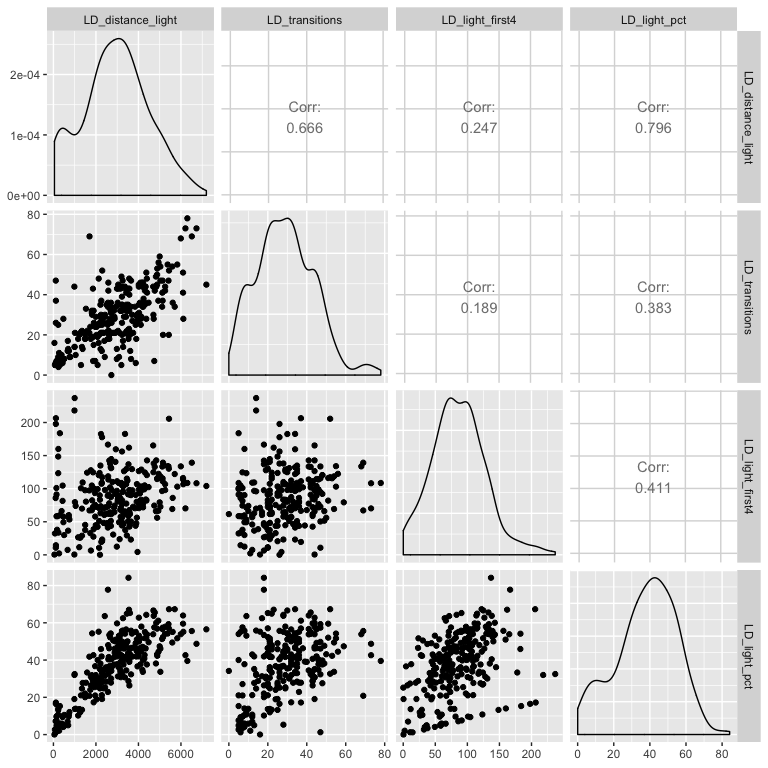 LD_distance_light LD_transitions LD_light_first4 LD_light_pct
2e-04
1e-04
0e+00
Corr:
0.666
Corr:
0.247
Corr:
0.796
LD_distance_light
80
60
40
20
0
Corr:
0.189
Corr:
0.383
LD_transitions
200
150
100
50
0
Corr:
0.411
LD_light_first4
80
60
40
20
0
LD_light_pct
0 2000 4000 6000 0 20 40 60 80 0 50 100 150 200 0 20 40 60 80